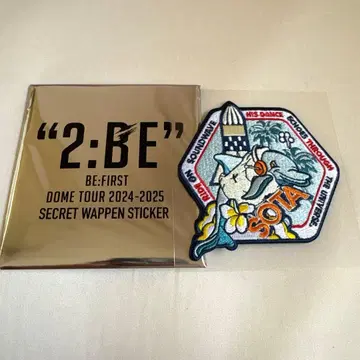 "2:BE"
BE:FIRST
DOME TOUR 2024-2025
SECRET WAPPEN STICKER
RIDE ON SOUNDWAVE
HIS DANCE
ECHOES THROUGH
THE UNIVERSE.
SOTA